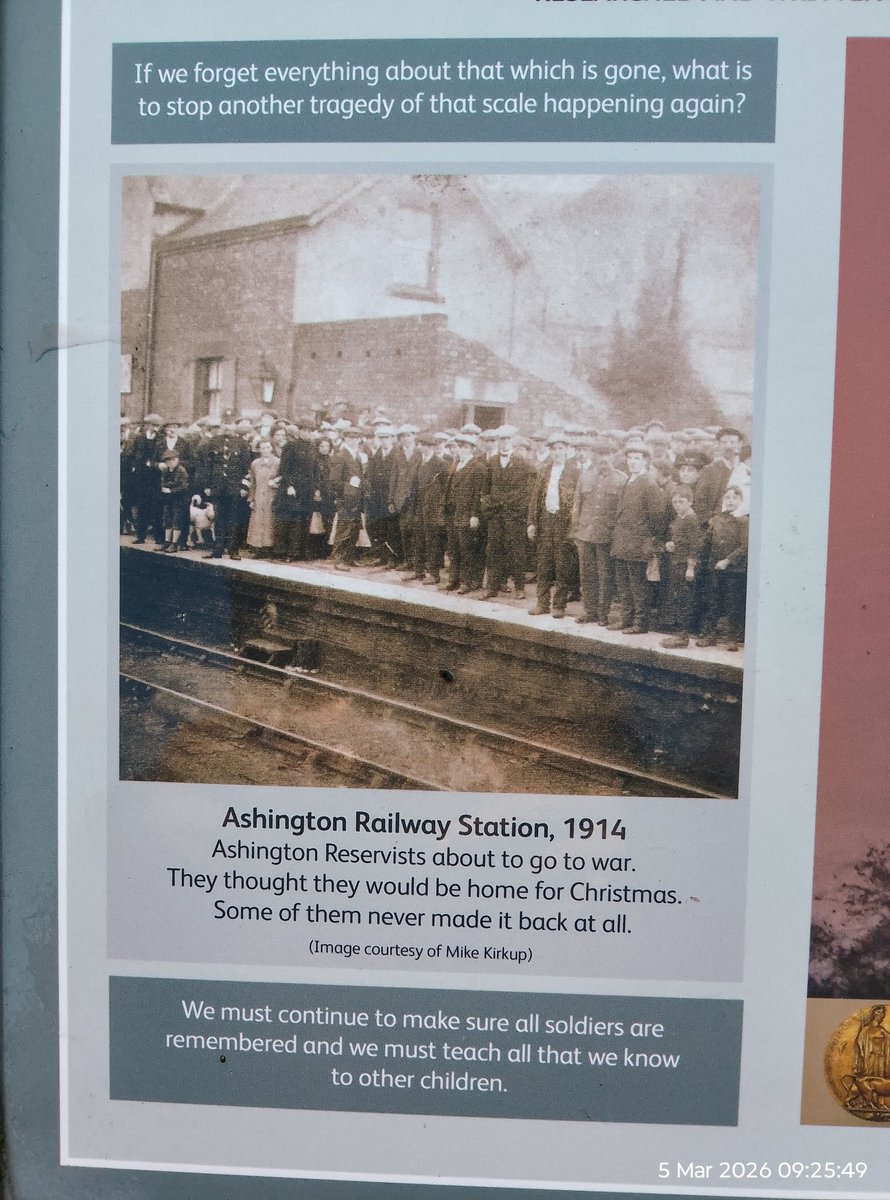 If we forget everything about that which is gone, what is
to stop another tragedy of that scale happening again?
Ashington Railway Station, 1914
Ashington Reservists about to go to war.
They thought they would be home for Christmas.
Some of them never made it back at all.
(Image courtesy of Mike Kirkup)
We must continue to make sure all soldiers are
remembered and we must teach all that we know
to other children.
5 Mar 2026 09:25:49